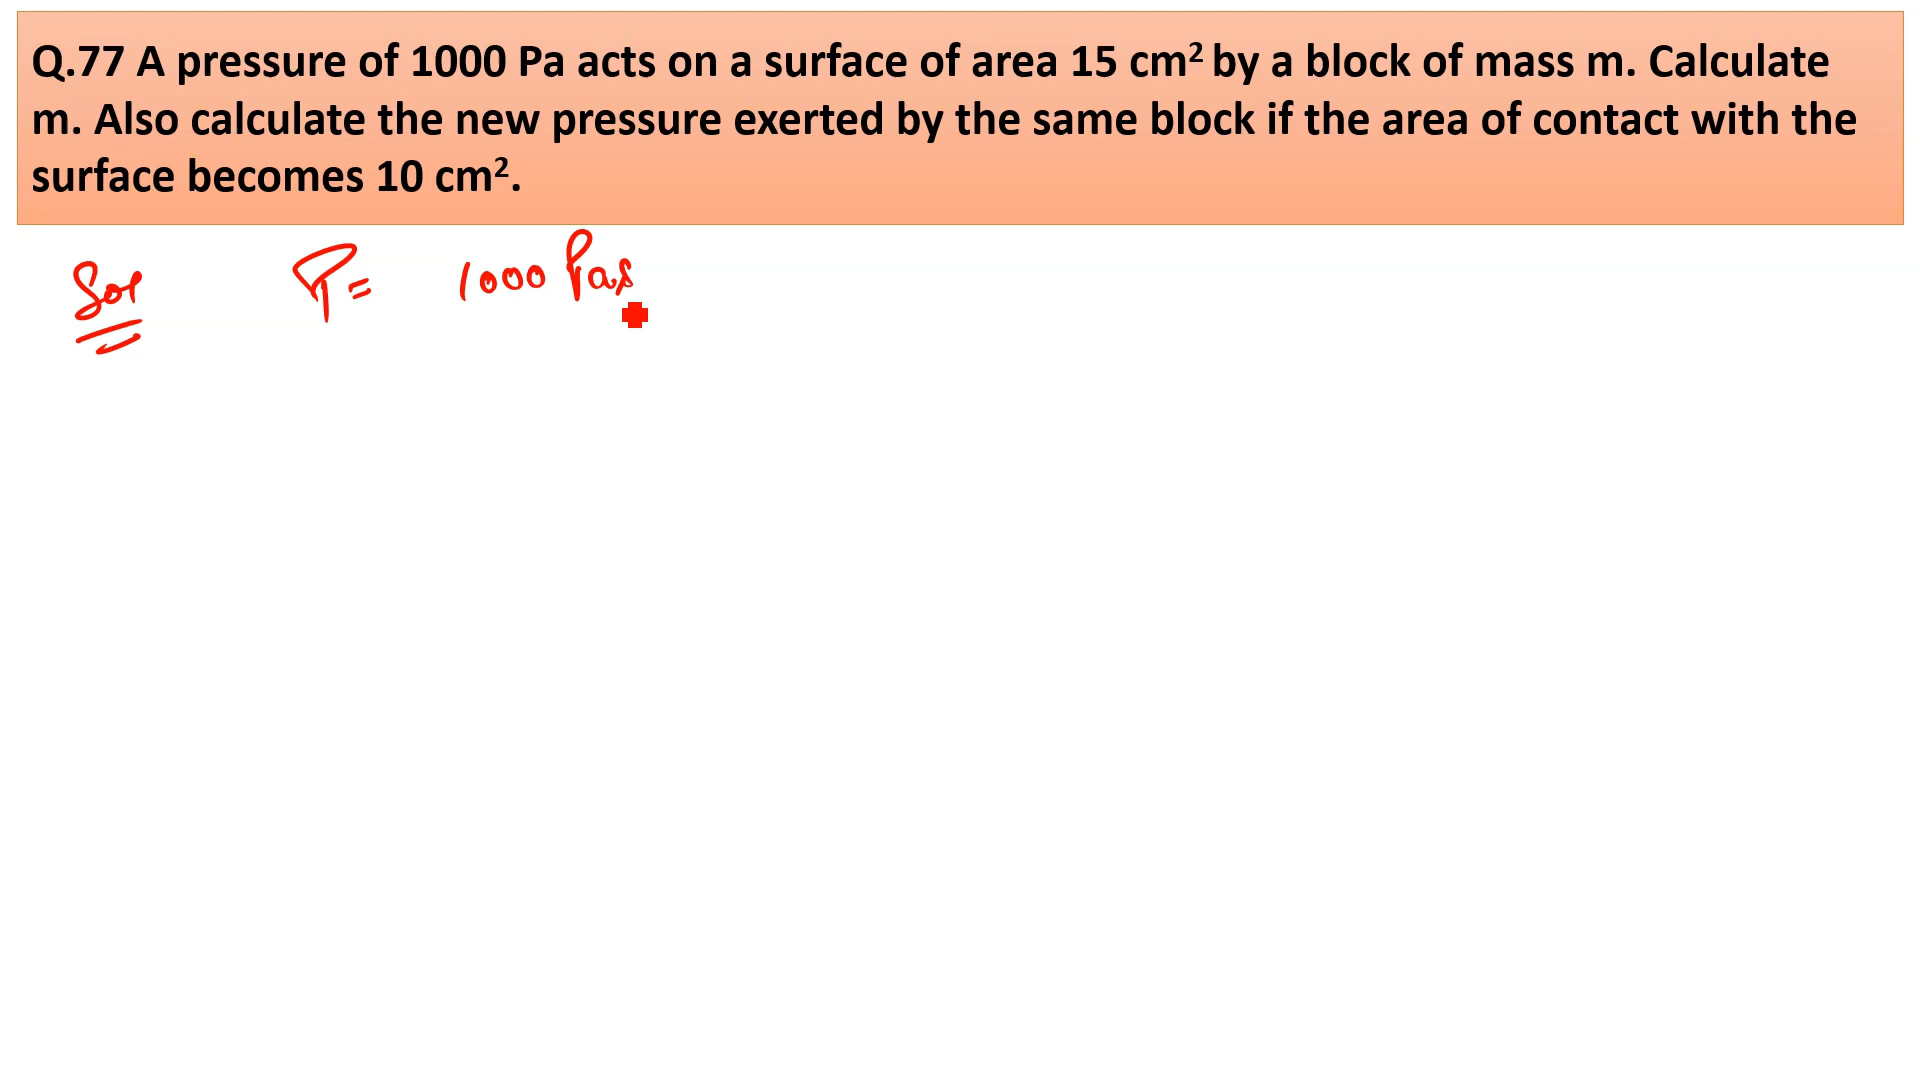 Q.77 A pressure of 1000 Pa acts on a surface of area 15 cm² by a block of mass m. Calculate
m. Also calculate the new pressure exerted by the same block if the area of contact with the
surface becomes 10 cm².
Sol P = 1000 Pas